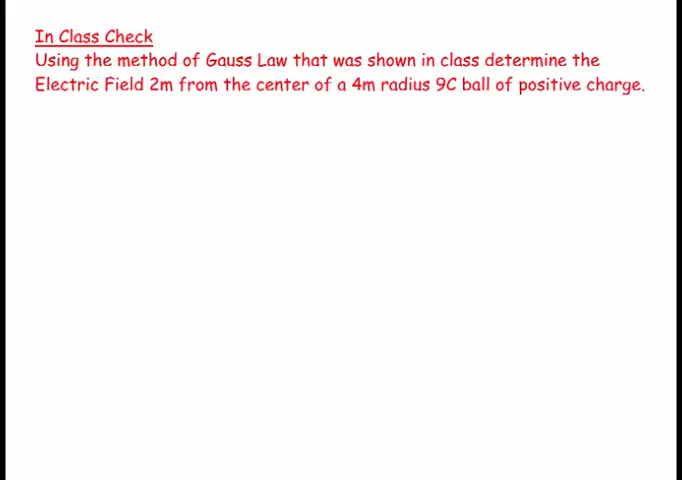 In Class Check
Using the method of Gauss Law that was shown in class determine the
Electric Field 2m from the center of a 4m radius 9C ball of positive charge.